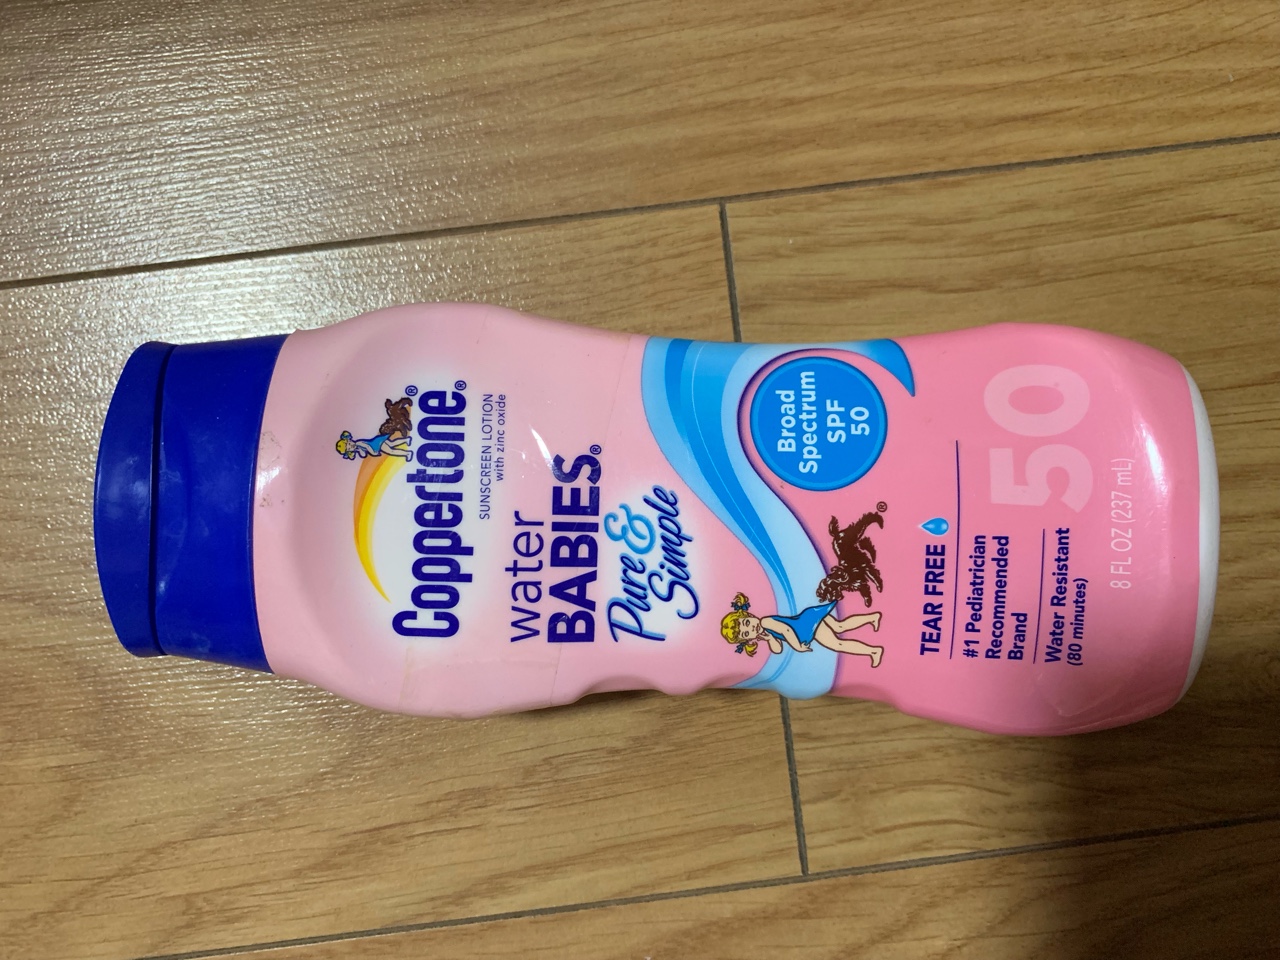 Coppertone®
SUNSCREEN LOTION
with zinc oxide
water
BABIES®
Pure &
Simple
Broad
Spectrum
SPF
50
®
TEAR FREE
#1 Pediatrician
Recommended
Brand
Water Resistant
(80 minutes)
50
8 FL OZ (237 mL)